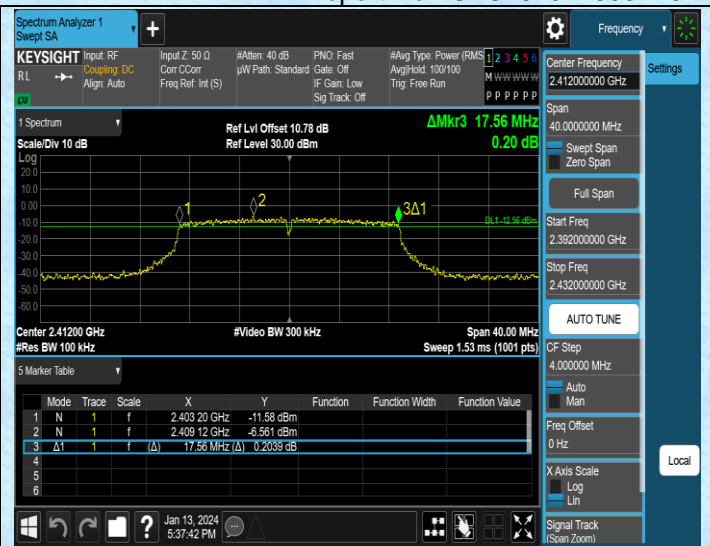 Spectrum Analyzer 1
Swept SA
Frequency
KEYSIGHT
RL
LXI
Input: RF
Coupling: DC
Align: Auto
Input Z: 50 Ω
Corr CCorr
Freq Ref: Int (S)
#Atten: 40 dB
µW Path: Standard
PNO: Fast
Gate: Off
IF Gain: Low
Sig Track: Off
#Avg Type: Power (RMS
Avg|Hold: 100/100
Trig: Free Run
1 2 3 4 5 6
M W W W W W
P P P P P P
1 Spectrum
Scale/Div 10 dB
Ref Lvl Offset 10.78 dB
Ref Level 30.00 dBm
ΔMkr3 17.56 MHz
0.20 dB
Log
20.0
10.0
0.00
-10.0
-20.0
-30.0
-40.0
-50.0
-60.0
1
2
3Δ1
DL1 -12.56 dBm
Center 2.41200 GHz
#Res BW 100 kHz
#Video BW 300 kHz
Span 40.00 MHz
Sweep 1.53 ms (1001 pts)
5 Marker Table
Mode Trace Scale X Y Function Function Width Function Value
1 N 1 f 2.403 20 GHz -11.58 dBm
2 N 1 f 2.409 12 GHz -6.561 dBm
3 Δ1 1 f (Δ) 17.56 MHz (Δ) 0.2039 dB
4
5
6
Jan 13, 2024
5:37:42 PM
?
Center Frequency
2.412000000 GHz
Span
40.0000000 MHz
Swept Span
Zero Span
Full Span
Start Freq
2.392000000 GHz
Stop Freq
2.432000000 GHz
AUTO TUNE
CF Step
4.000000 MHz
Auto
Man
Freq Offset
0 Hz
X Axis Scale
Log
Lin
Signal Track
(Span Zoom)
Settings
Local